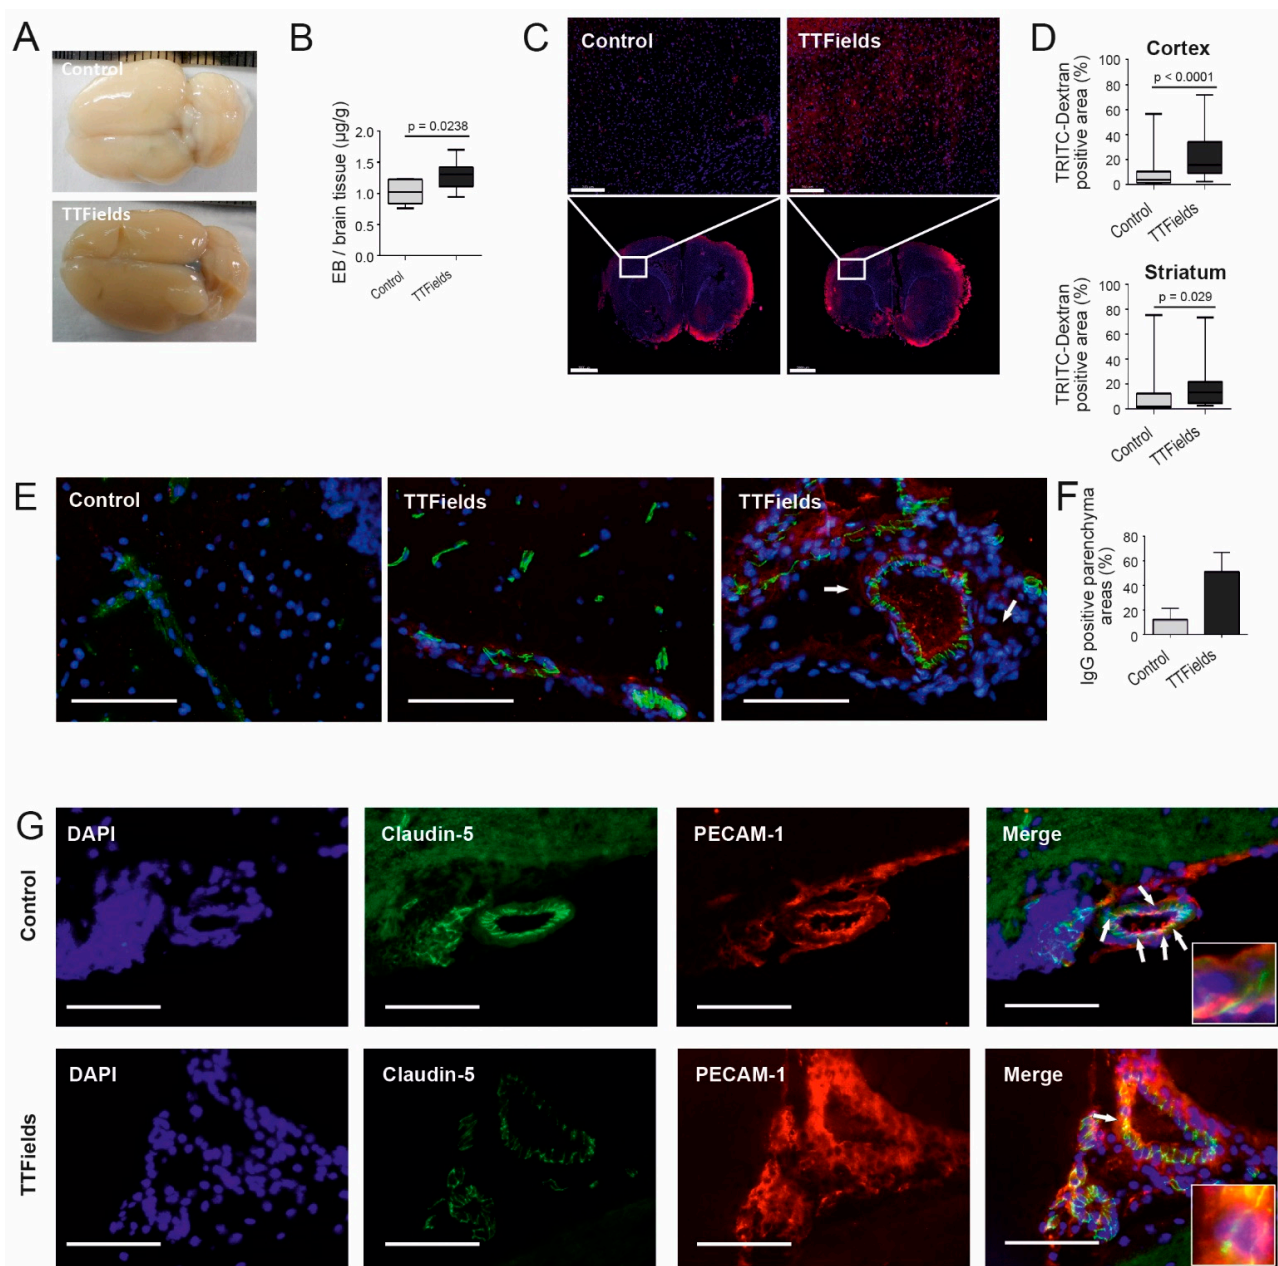 A
Control
TTFields
B
EB / brain tissue (µg/g)
2.0
1.5
1.0
0.5
0.0
p = 0.0238
Control
TTFields
C
Control
TTFields
D
Cortex
TRITC-Dextran
positive area (%)
100
80
60
40
20
0
p < 0.0001
Control
TTFields
Striatum
TRITC-Dextran
positive area (%)
100
80
60
40
20
0
p = 0.029
Control
TTFields
E
Control
TTFields
TTFields
F
IgG positive parenchyma
areas (%)
80
60
40
20
0
Control
TTFields
G
Control
DAPI
Claudin-5
PECAM-1
Merge
TTFields
DAPI
Claudin-5
PECAM-1
Merge